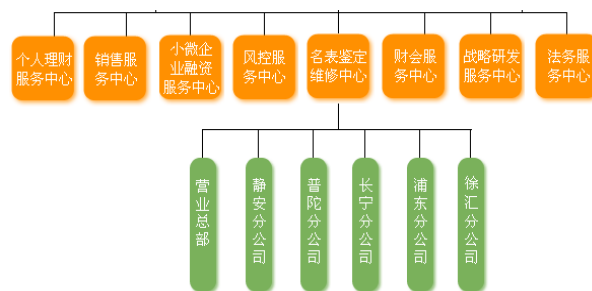 个人理财
服务中心
销售服
务中心
小微企
业融资
服务中心
风控服
务中心
名表鉴定
维修中心
财会服
务中心
战略研发
服务中心
法务服
务中心
营业总部
静安分公司
普陀分公司
长宁分公司
浦东分公司
徐汇分公司